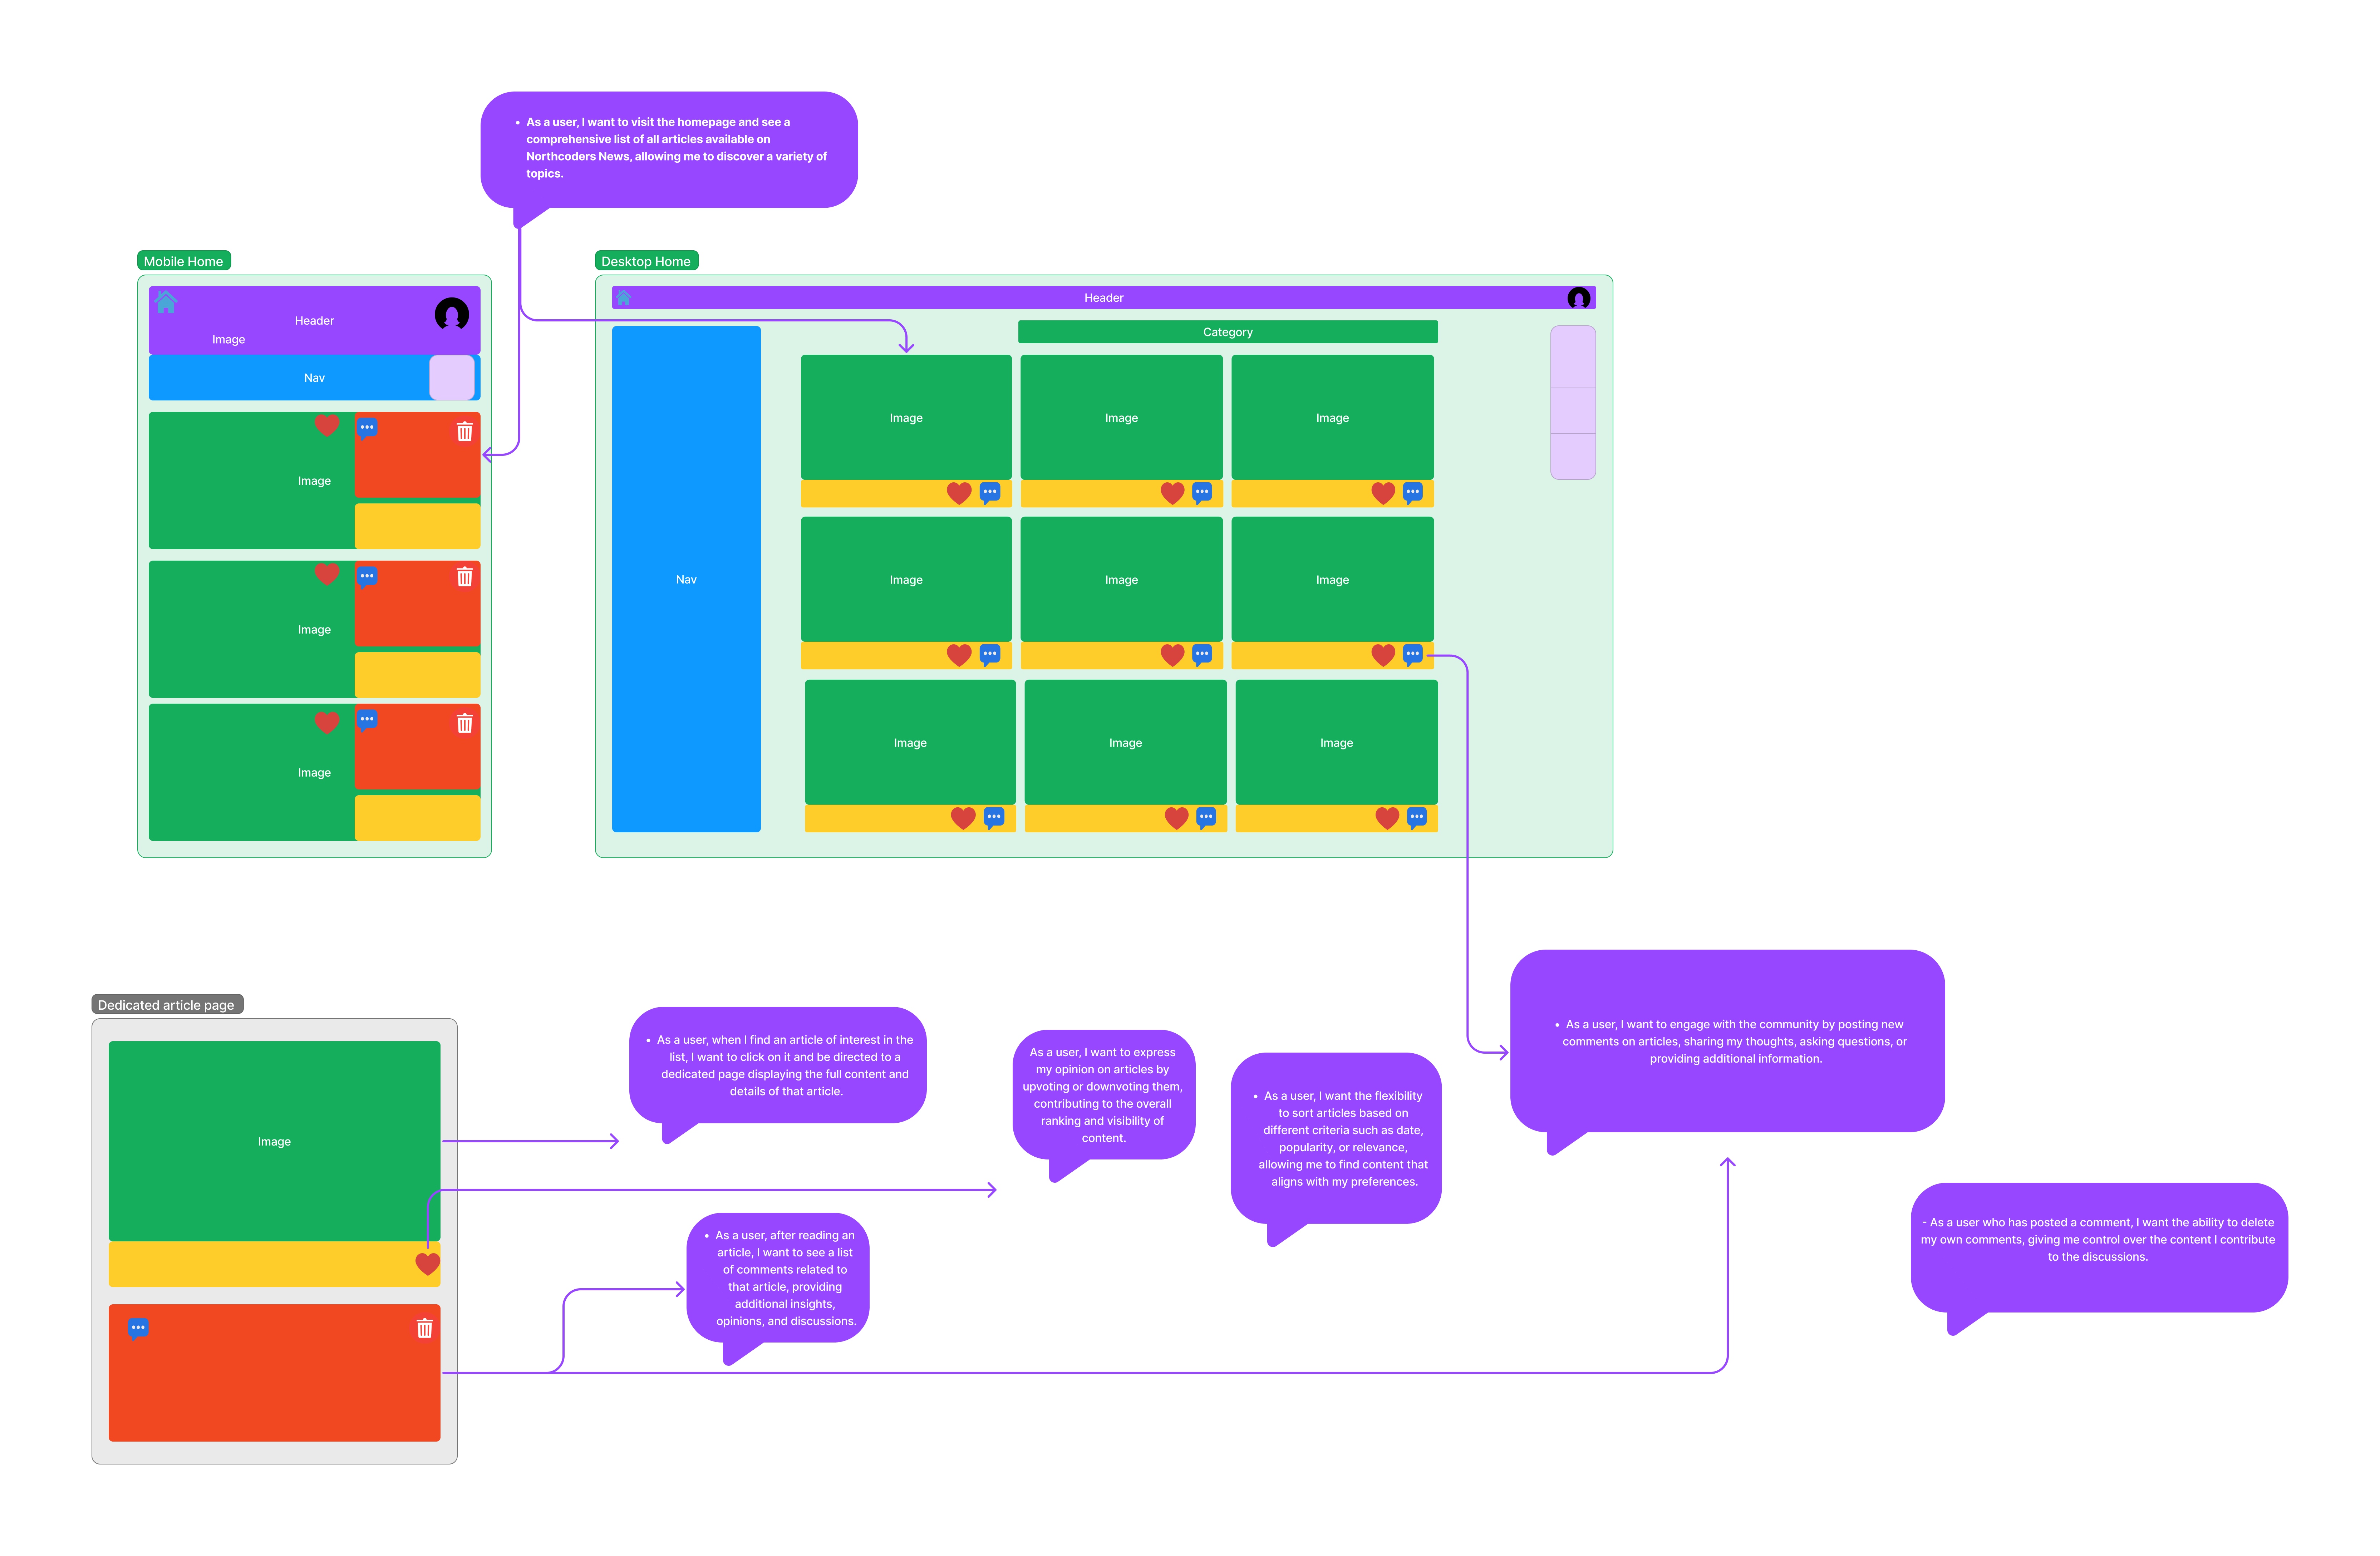 • As a user, I want to visit the homepage and see a
comprehensive list of all articles available on
Northcoders News, allowing me to discover a variety of
topics.
Mobile Home
Header
Image
Nav
Image
Image
Image
Desktop Home
Header
Category
Nav
Image
Image
Image
Image
Image
Image
Image
Image
Image
Dedicated article page
Image
• As a user, when I find an article of interest in the
list, I want to click on it and be directed to a
dedicated page displaying the full content and
details of that article.
As a user, I want to express
my opinion on articles by
upvoting or downvoting them,
contributing to the overall
ranking and visibility of
content.
• As a user, I want the flexibility
to sort articles based on
different criteria such as date,
popularity, or relevance,
allowing me to find content that
aligns with my preferences.
• As a user, I want to engage with the community by posting new
comments on articles, sharing my thoughts, asking questions, or
providing additional information.
• As a user, after reading an
article, I want to see a list
of comments related to
that article, providing
additional insights,
opinions, and discussions.
- As a user who has posted a comment, I want the ability to delete
my own comments, giving me control over the content I contribute
to the discussions.